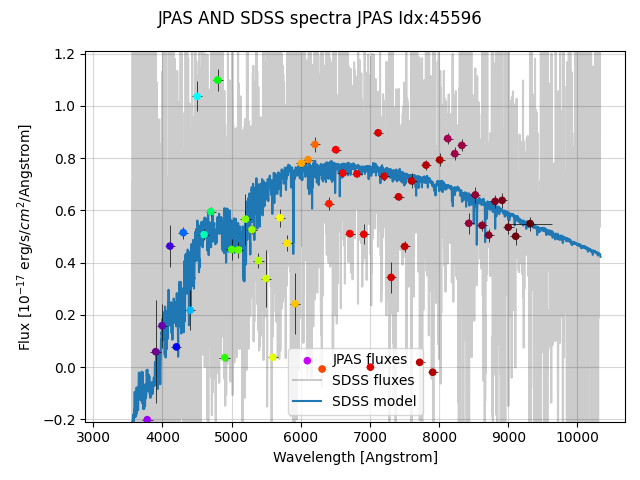 JPAS AND SDSS spectra JPAS Idx:45596
1.2
1.0
0.8
0.6
0.4
0.2
0.0
−0.2
Flux [10⁻¹⁷ erg/s/cm²/Angstrom]
JPAS fluxes
SDSS fluxes
SDSS model
3000 4000 5000 6000 7000 8000 9000 10000
Wavelength [Angstrom]